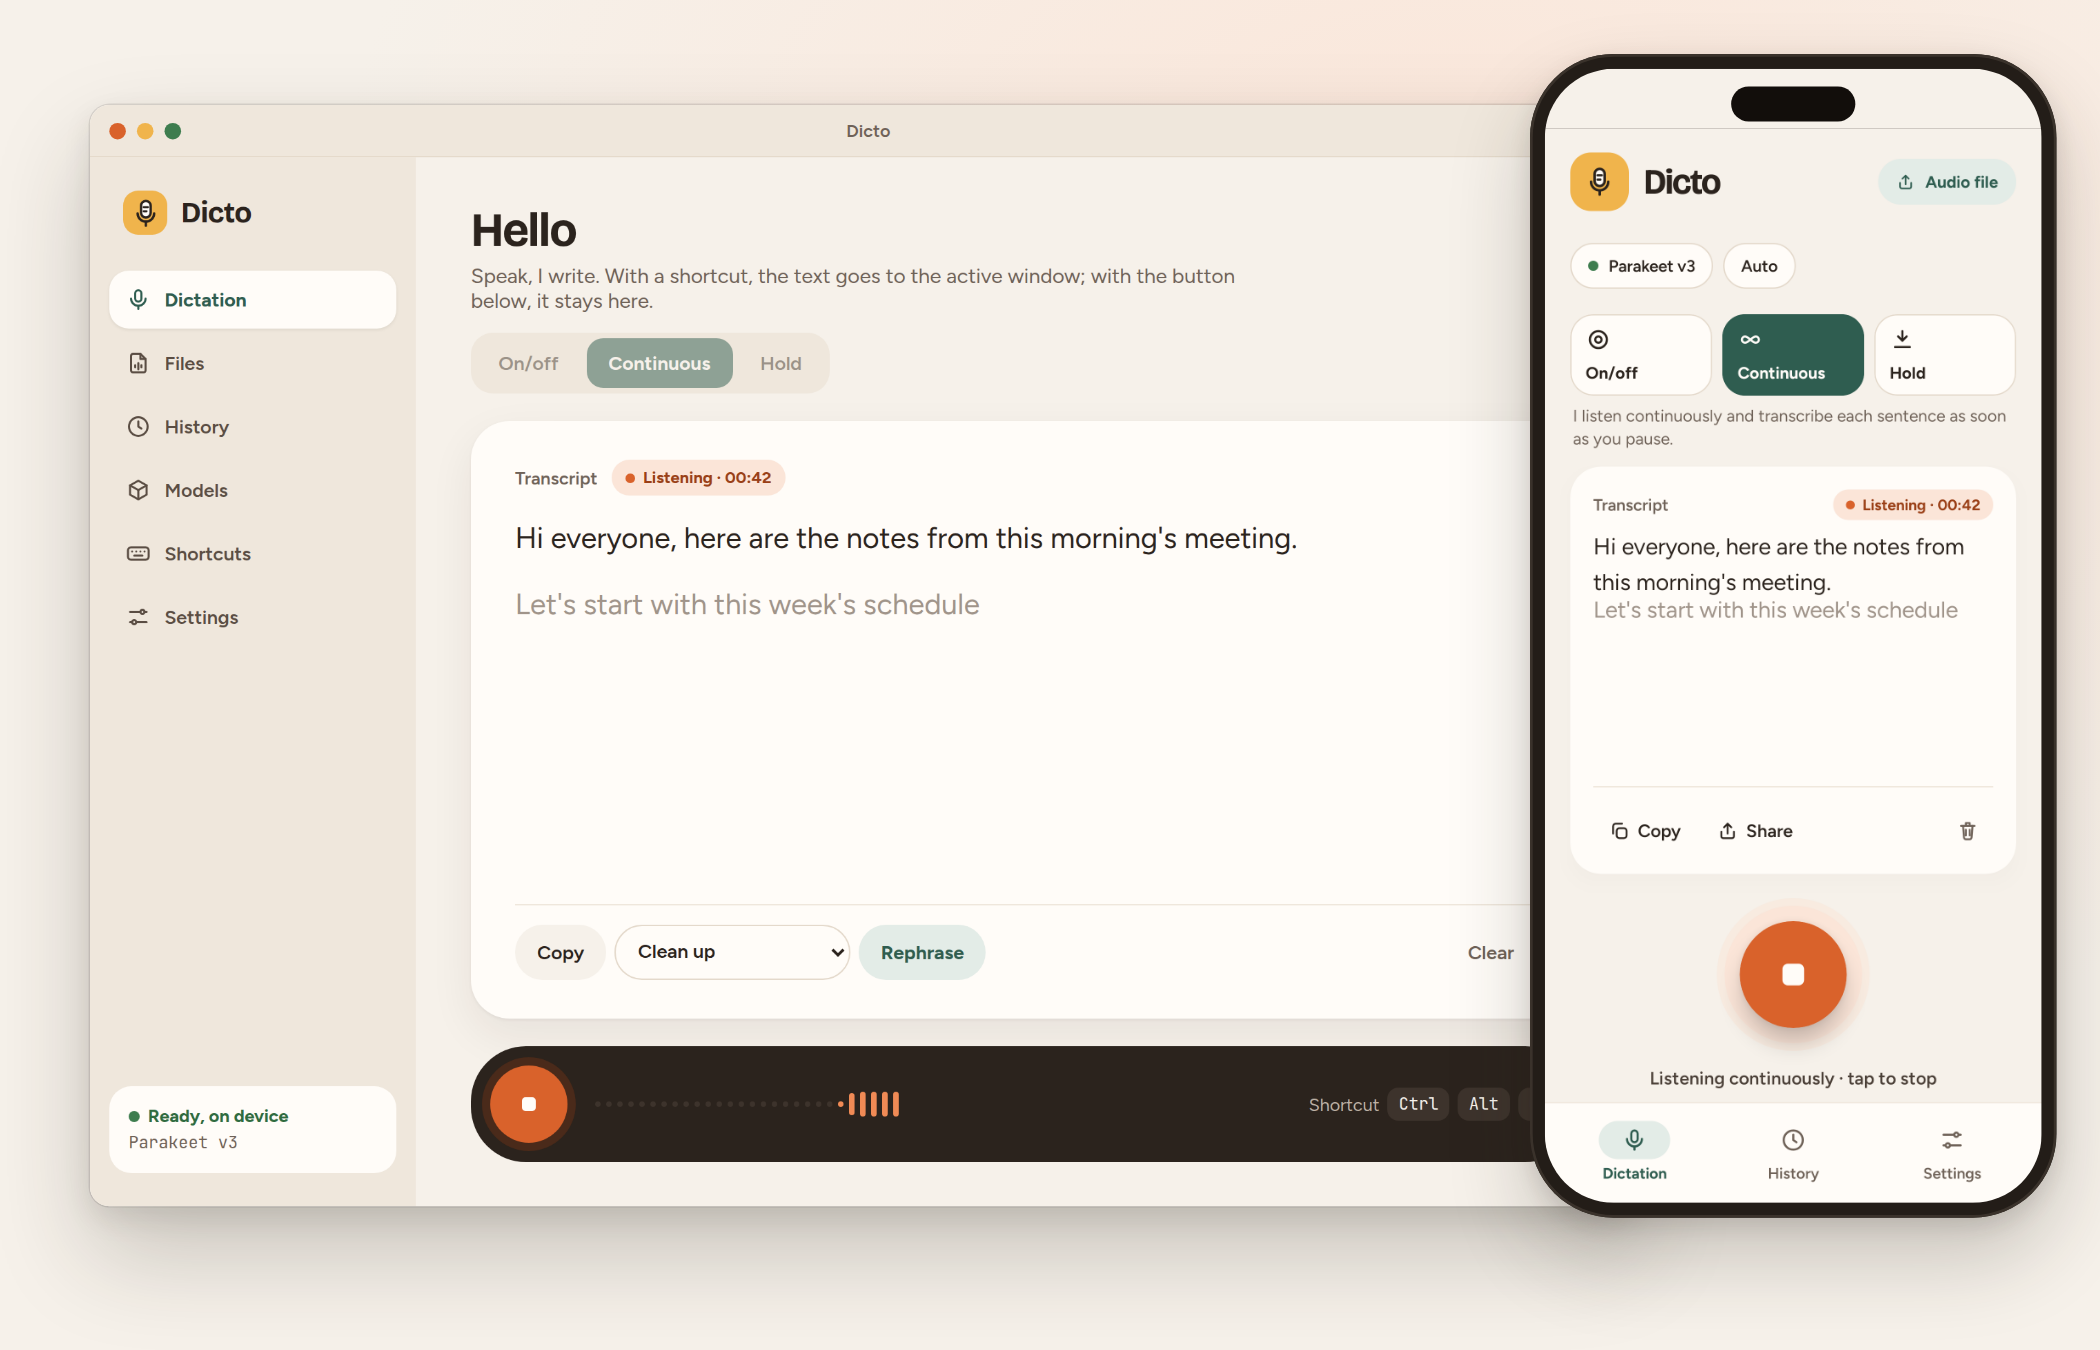 Dicto
Dicto
Dictation
Files
History
Models
Shortcuts
Settings
Ready, on device
Parakeet v3
Hello
Speak, I write. With a shortcut, the text goes to the active window; with the button
below, it stays here.
On/off Continuous Hold
Transcript Listening · 00:42
Hi everyone, here are the notes from this morning's meeting.
Let's start with this week's schedule
Copy Clean up Rephrase Clear
Shortcut Ctrl Alt
Dicto Audio file
Parakeet v3 Auto
On/off Continuous Hold
I listen continuously and transcribe each sentence as soon
as you pause.
Transcript Listening · 00:42
Hi everyone, here are the notes from
this morning's meeting.
Let's start with this week's schedule
Copy Share
Listening continuously · tap to stop
Dictation History Settings